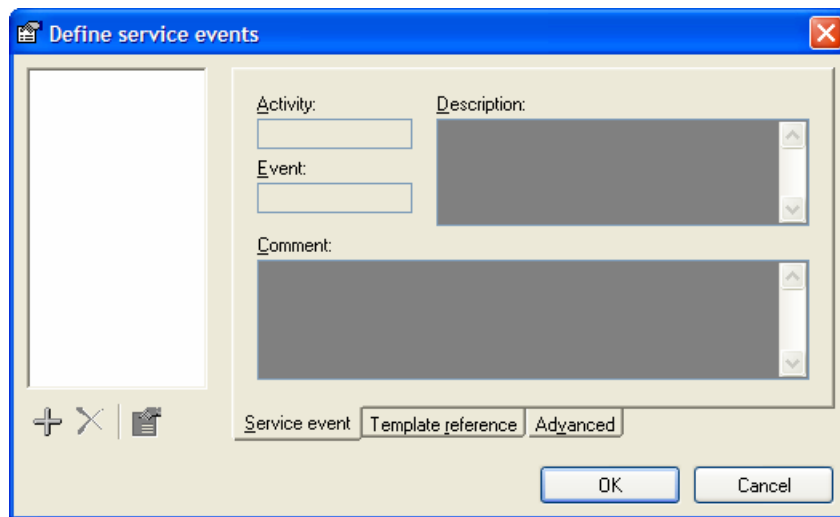 Define service events
Activity:
Description:
Event:
Comment:
Service event
Template reference
Advanced
OK
Cancel